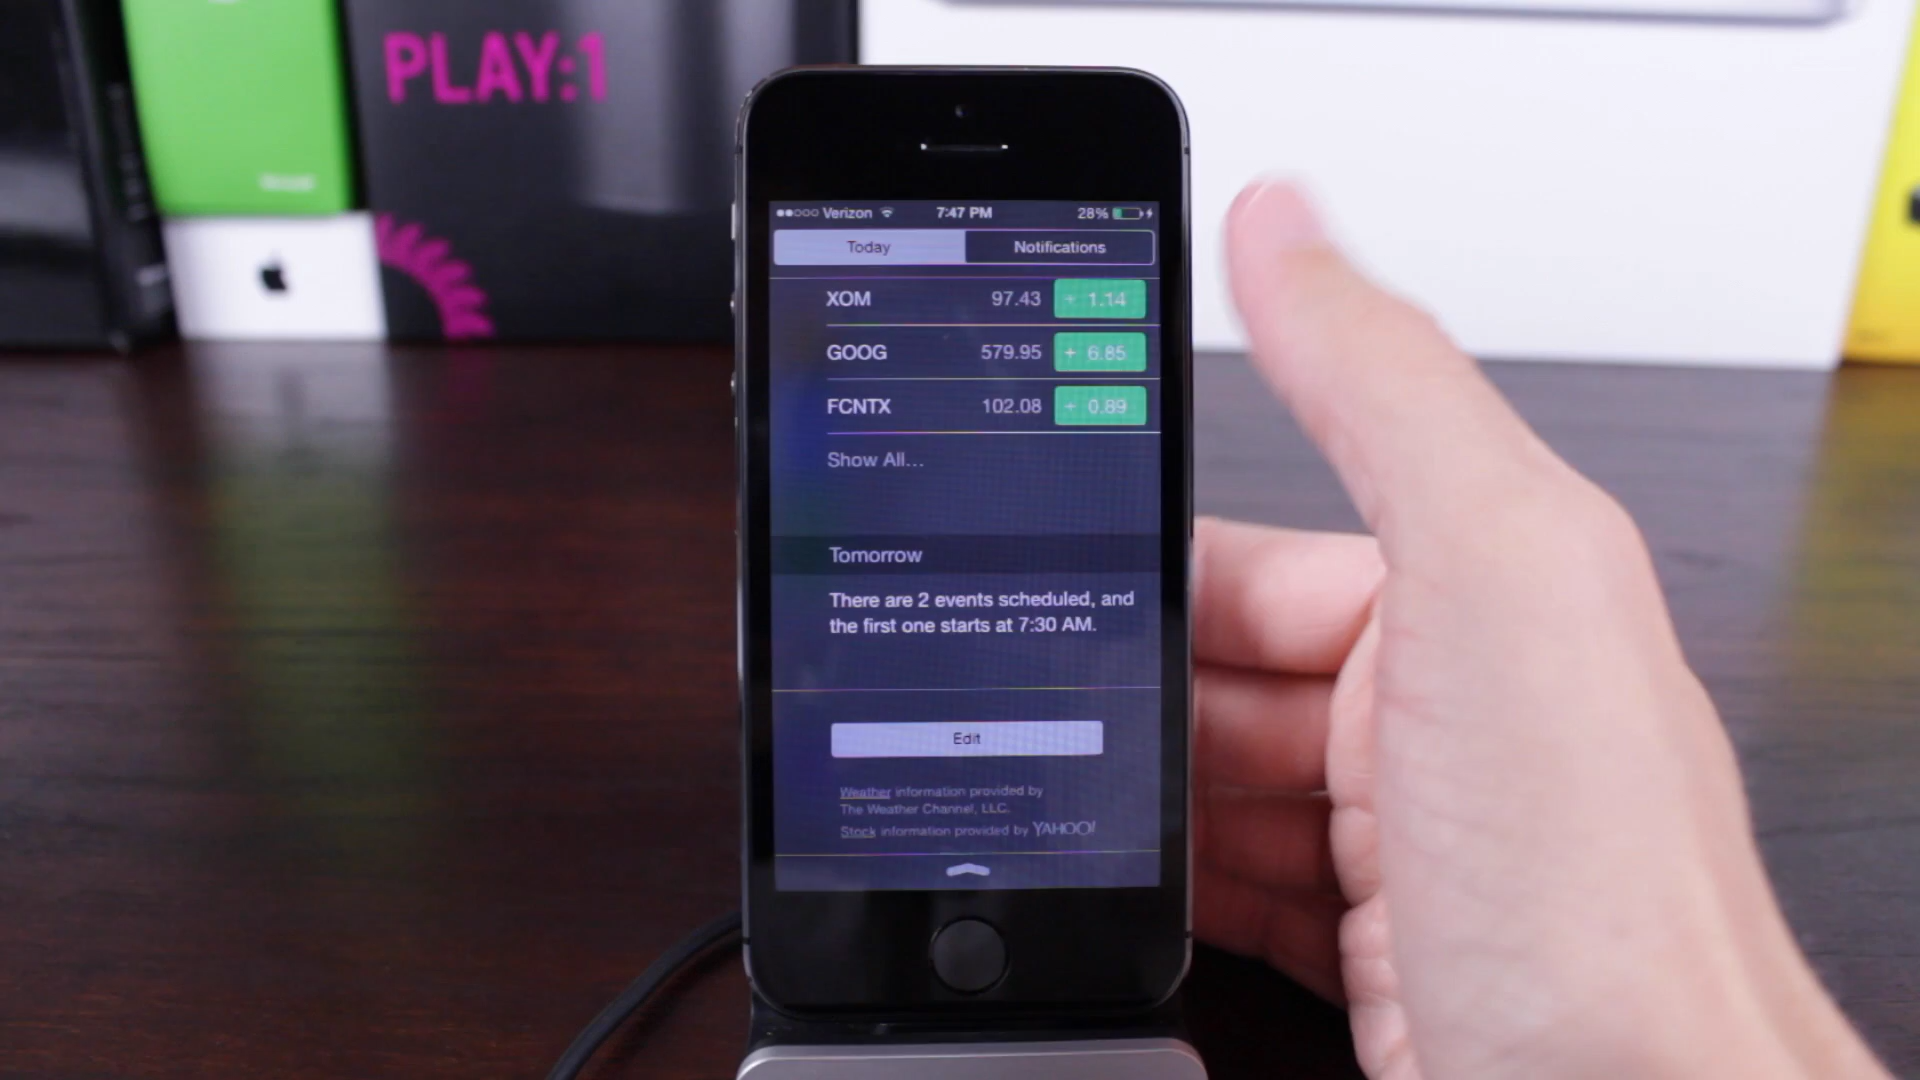 PLAY:1
Verizon 7:47 PM 28%
Today Notifications
XOM 97.43 + 1.14
GOOG 579.95 + 6.85
FCNTX 102.08 + 0.89
Show All...
Tomorrow
There are 2 events scheduled, and
the first one starts at 7:30 AM.
Edit
Weather information provided by
The Weather Channel, LLC.
Stock information provided by YAHOO!